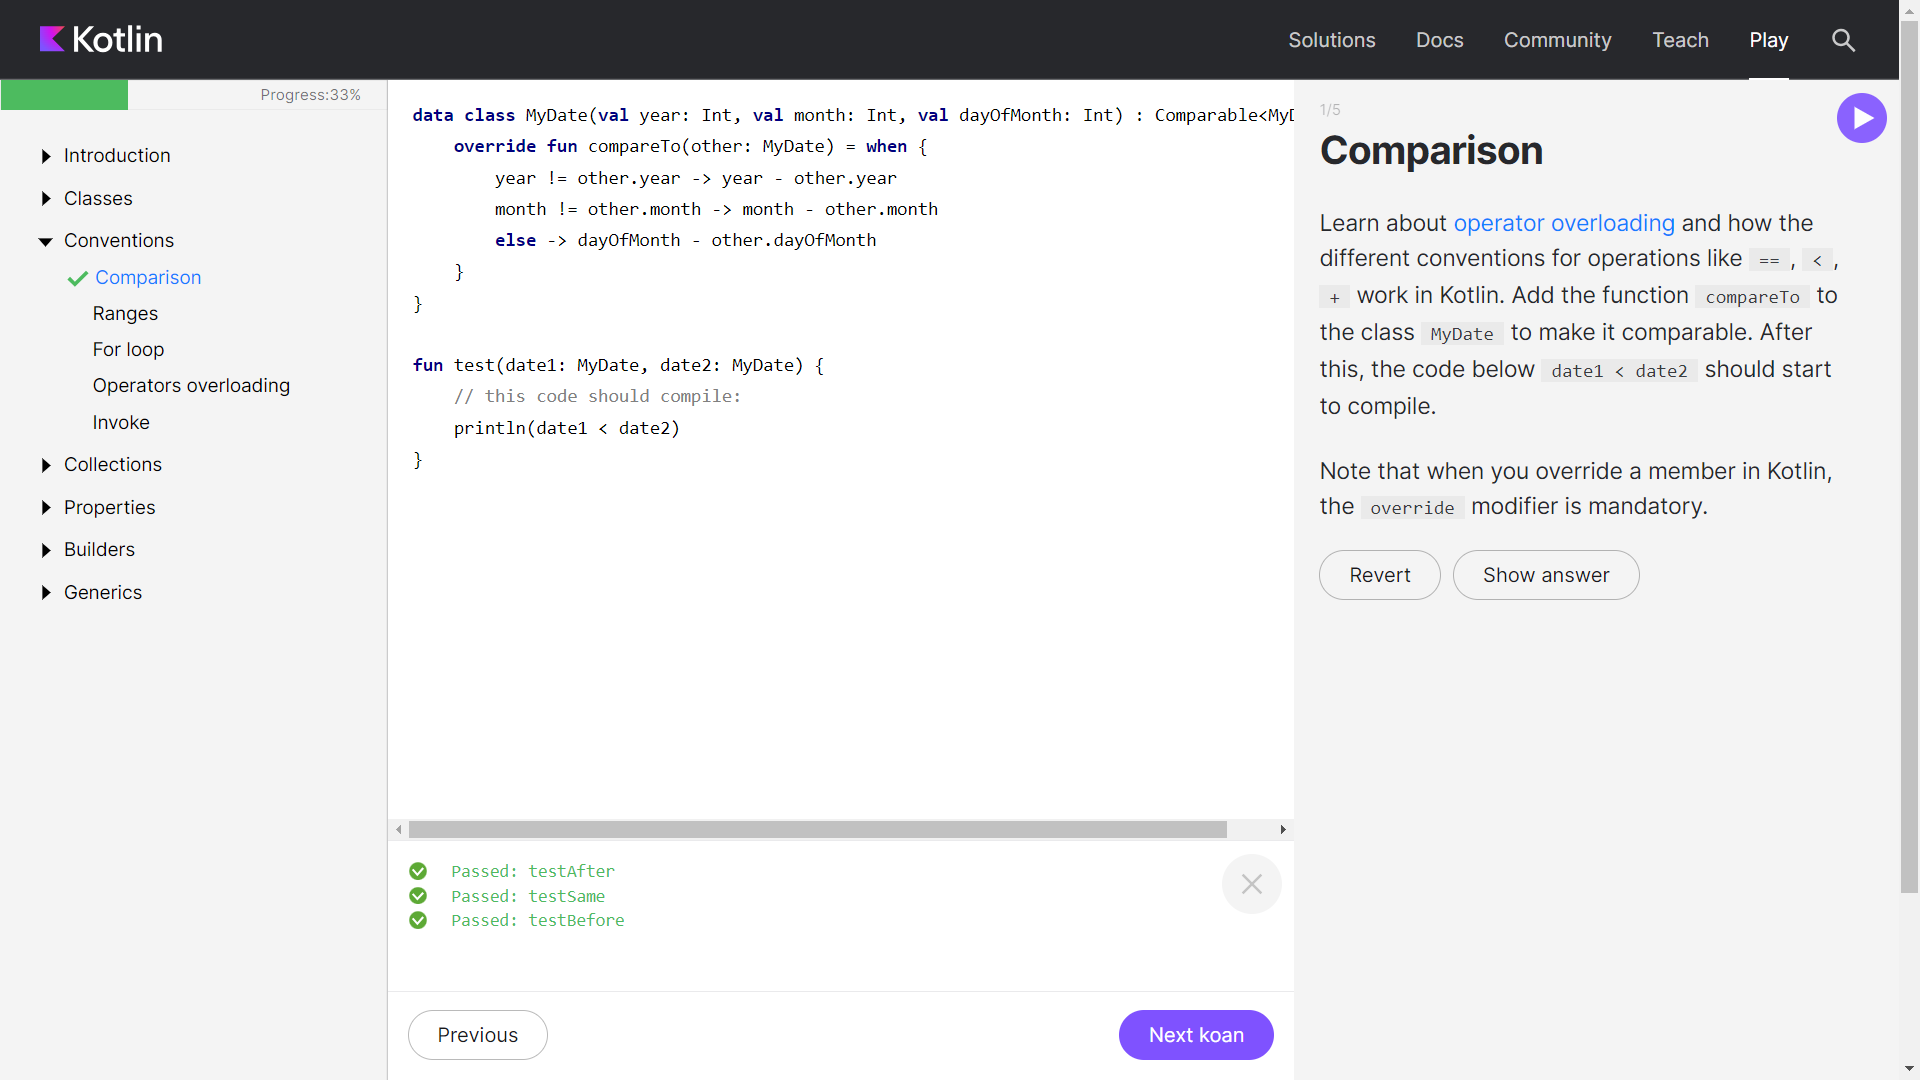 Kotlin
Solutions
Docs
Community
Teach
Play
Progress:33%
Introduction
Classes
Conventions
Comparison
Ranges
For loop
Operators overloading
Invoke
Collections
Properties
Builders
Generics
data class MyDate(val year: Int, val month: Int, val dayOfMonth: Int) : Comparable<MyD
override fun compareTo(other: MyDate) = when {
year != other.year -> year - other.year
month != other.month -> month - other.month
else -> dayOfMonth - other.dayOfMonth
}
}
fun test(date1: MyDate, date2: MyDate) {
// this code should compile:
println(date1 < date2)
}
Passed: testAfter
Passed: testSame
Passed: testBefore
Previous
Next koan
1/5
Comparison
Learn about operator overloading and how the
different conventions for operations like == , < ,
+ work in Kotlin. Add the function compareTo to
the class MyDate to make it comparable. After
this, the code below date1 < date2 should start
to compile.
Note that when you override a member in Kotlin,
the override modifier is mandatory.
Revert
Show answer